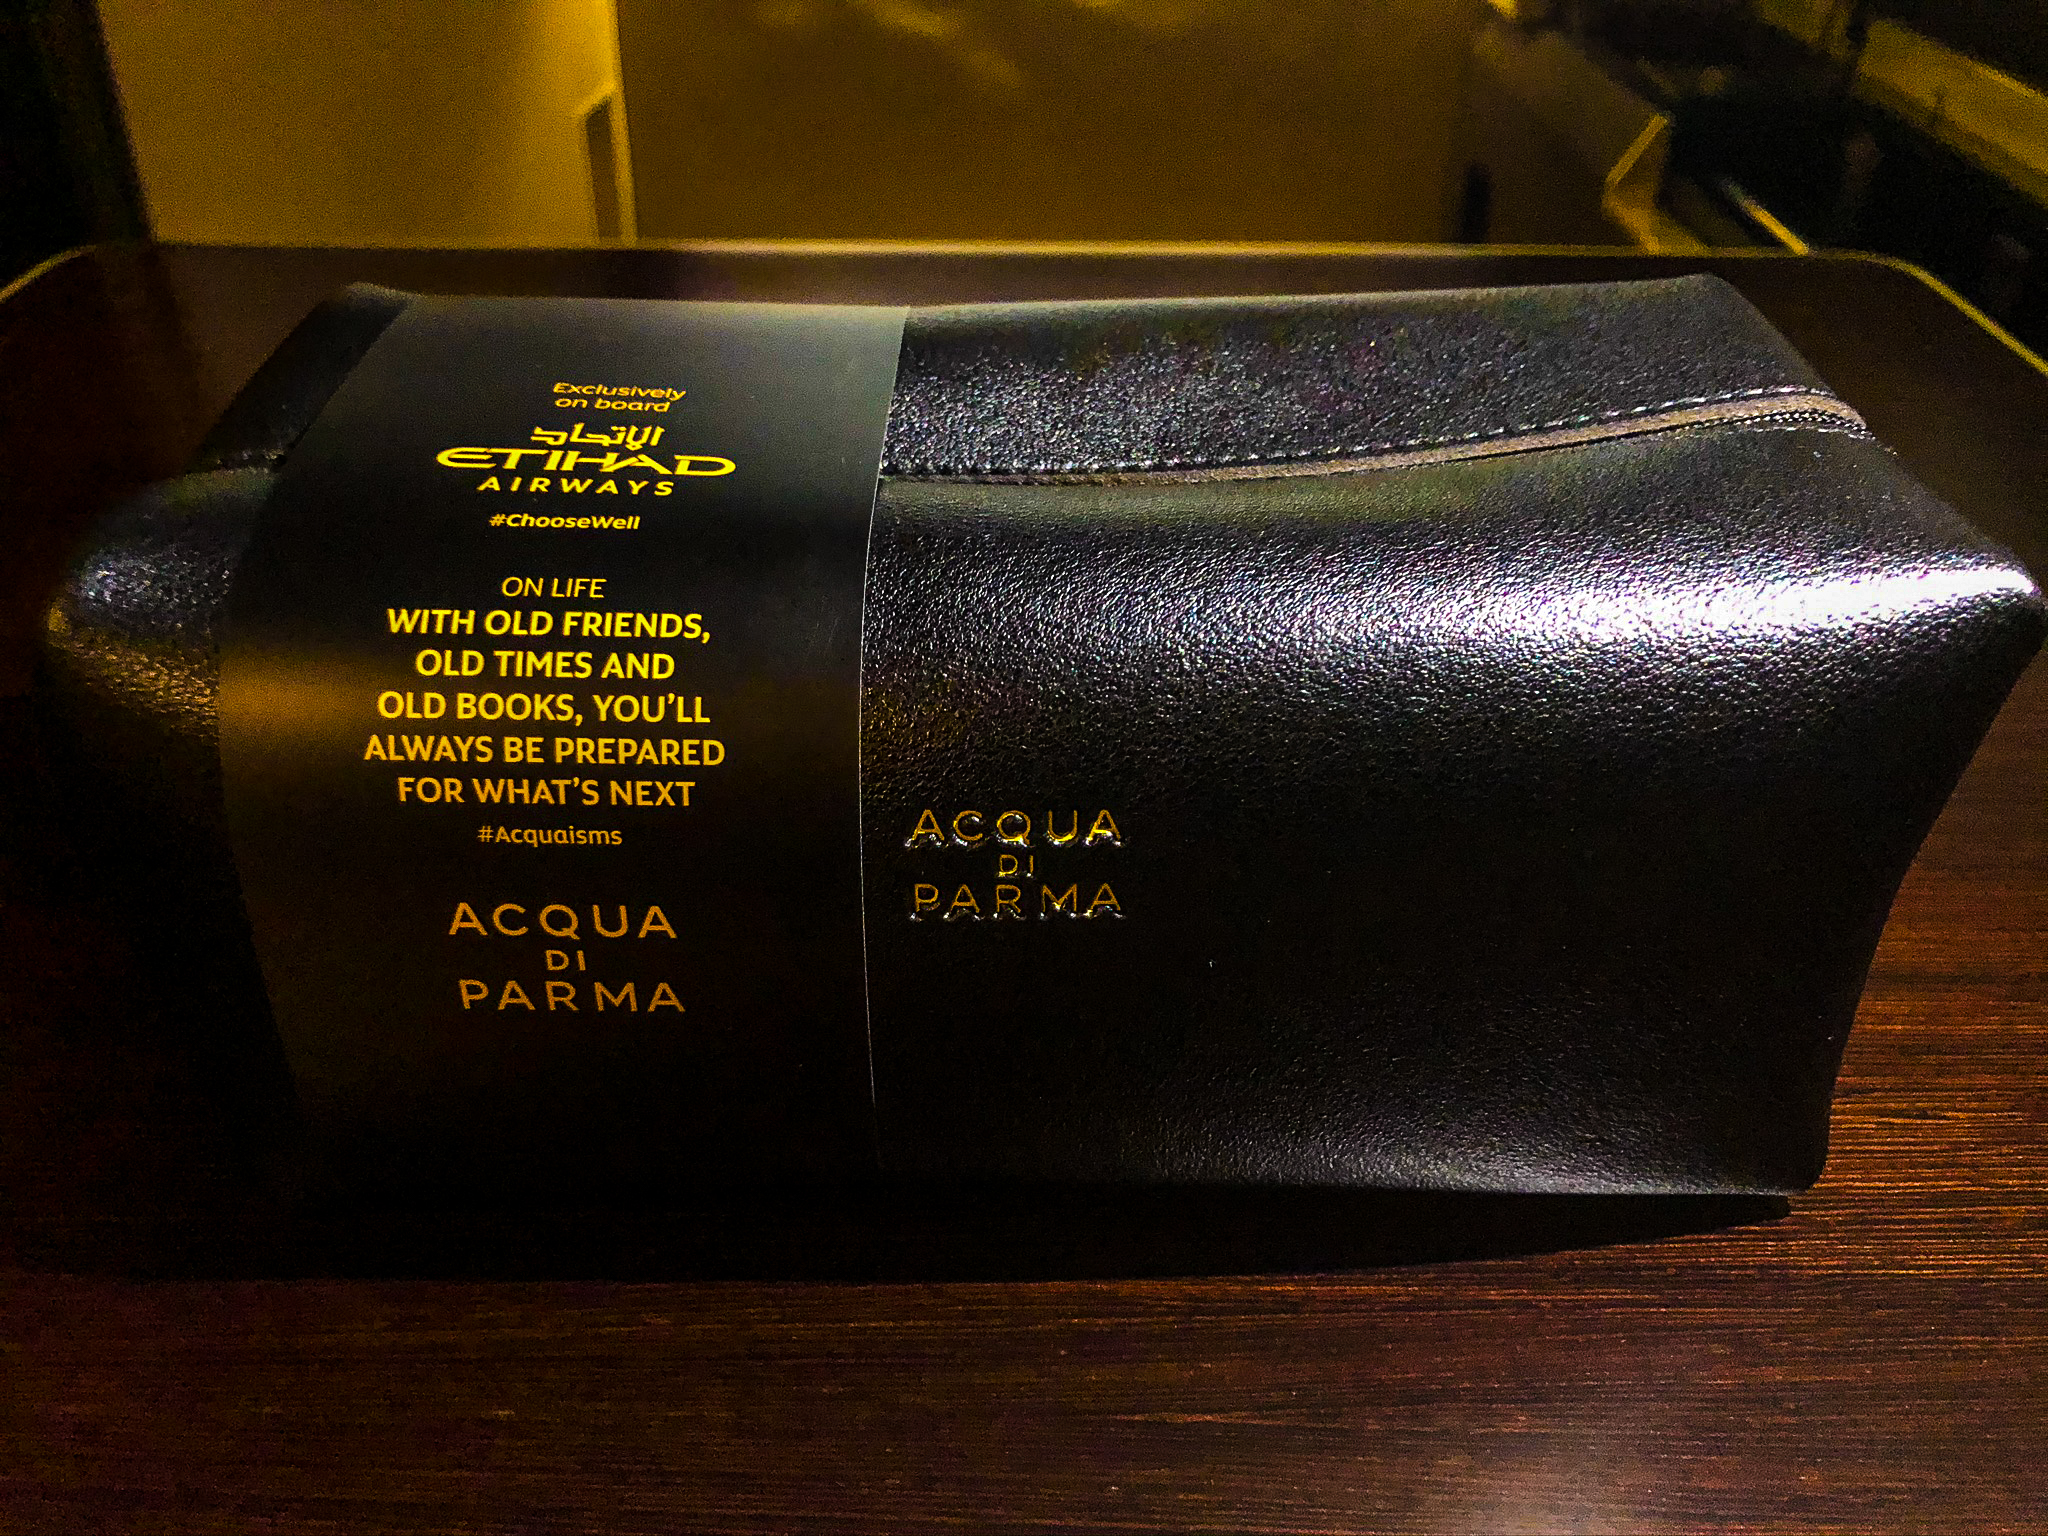 Exclusively
on board
الإتحاد
ETIHAD
AIRWAYS
#ChooseWell
ON LIFE
WITH OLD FRIENDS,
OLD TIMES AND
OLD BOOKS, YOU'LL
ALWAYS BE PREPARED
FOR WHAT'S NEXT
#Acquaisms
ACQUA
DI
PARMA
ACQUA
DI
PARMA